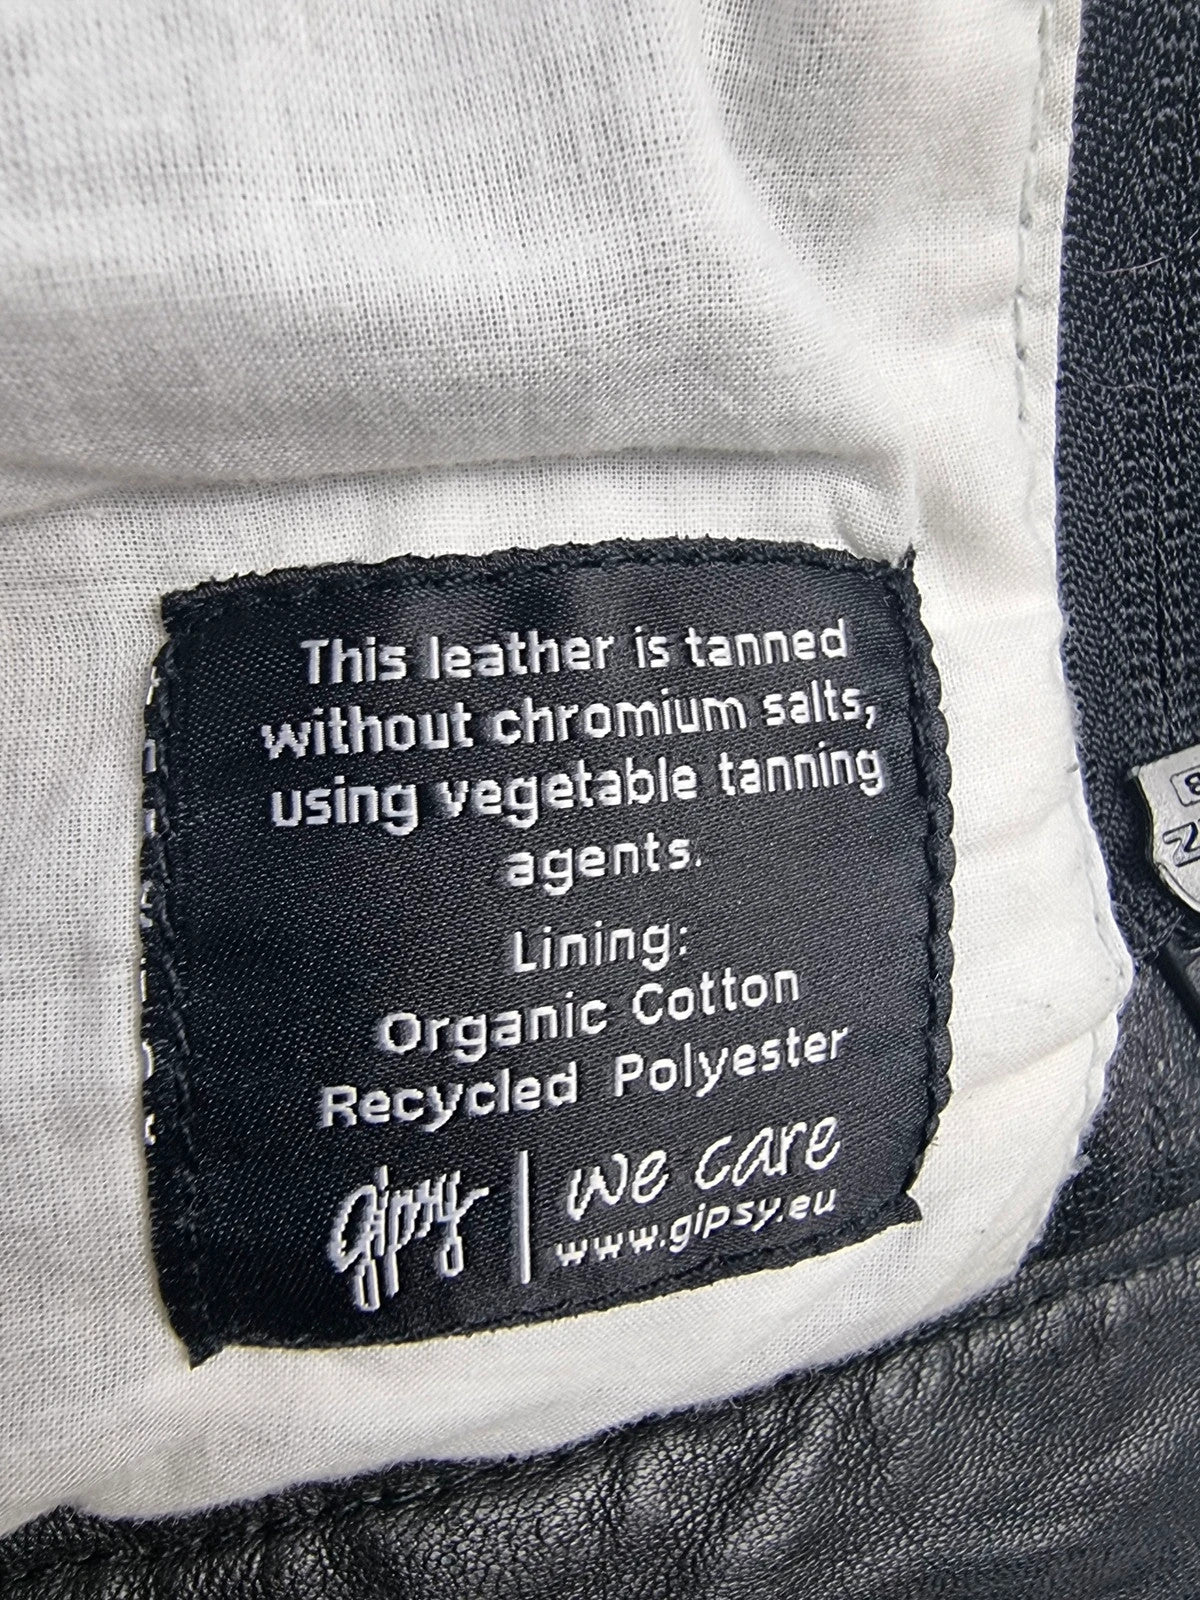 This leather is tanned
without chromium salts,
using vegetable tanning
agents.
Lining:
Organic Cotton
Recycled Polyester
gipsy | we care
www.gipsy.eu